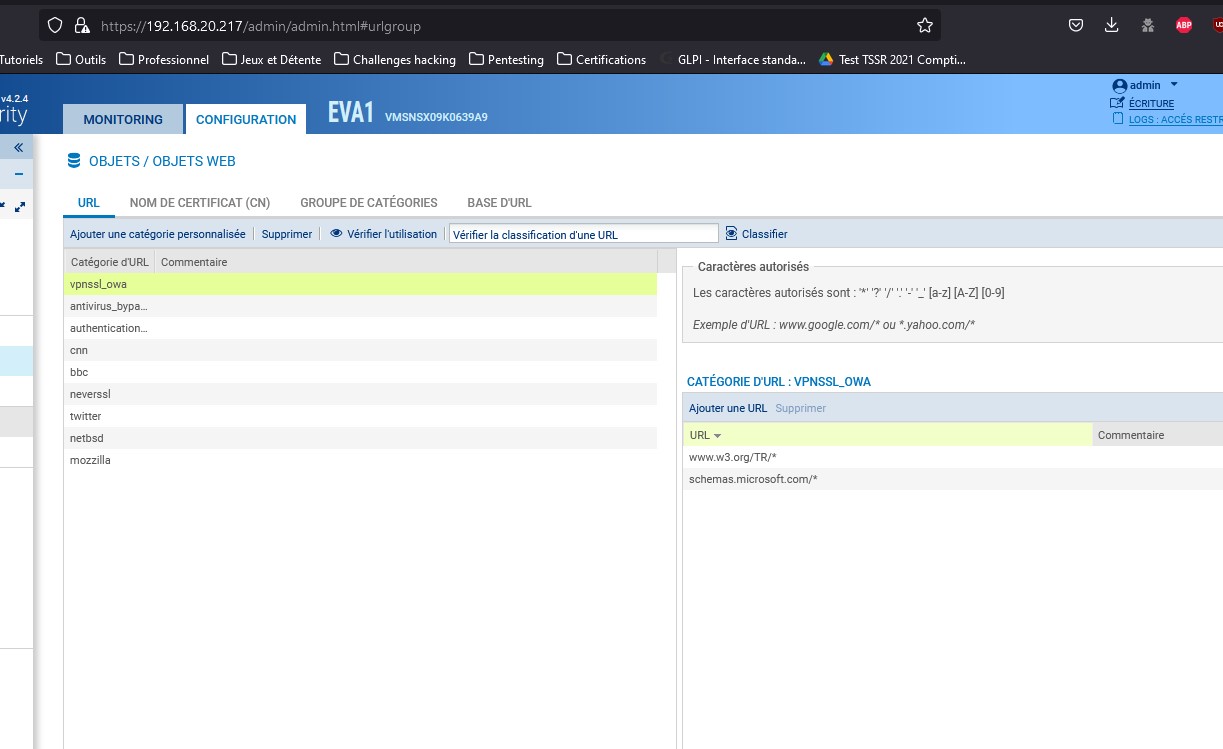 https://192.168.20.217/admin/admin.html#urlgroup
ABP
Tutoriels Outils Professionnel Jeux et Détente Challenges hacking Pentesting Certifications GLPI - Interface standa... Test TSSR 2021 Compti...
v4.2.4
rity
MONITORING CONFIGURATION EVA1 VMSNSX09K0639A9
admin
ÉCRITURE
LOGS : ACCÉS RESTR
OBJETS / OBJETS WEB
URL NOM DE CERTIFICAT (CN) GROUPE DE CATÉGORIES BASE D'URL
Ajouter une catégorie personnalisée Supprimer Vérifier l'utilisation Vérifier la classification d'une URL Classifier
Catégorie d'URL Commentaire
vpnssl_owa
antivirus_bypa...
authentication...
cnn
bbc
neverssl
twitter
netbsd
mozzilla
Caractères autorisés
Les caractères autorisés sont : '*' '?' '/' '.' '-' '_' [a-z] [A-Z] [0-9]
Exemple d'URL : www.google.com/* ou *.yahoo.com/*
CATÉGORIE D'URL : VPNSSL_OWA
Ajouter une URL Supprimer
URL Commentaire
www.w3.org/TR/*
schemas.microsoft.com/*